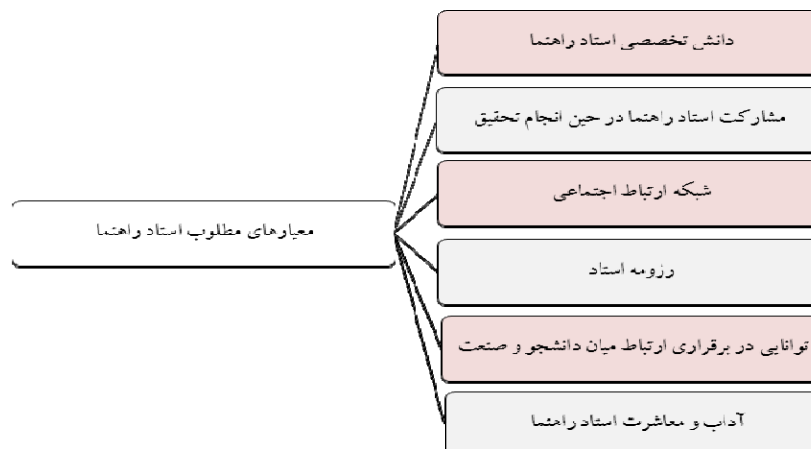 دانش تخصصی استاد راهنما
مشارکت استاد راهنما در حین انجام تحقیق
شبکه ارتباط اجتماعی
معیارهای مطلوب استاد راهنما
رزومه استاد
توانایی در برقراری ارتباط میان دانشجو و صنعت
آداب و معاشرت استاد راهنما